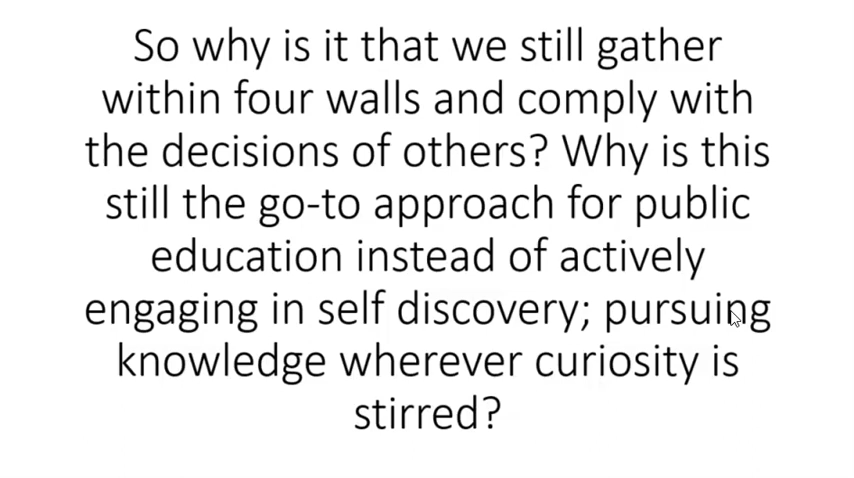 So why is it that we still gather
within four walls and comply with
the decisions of others? Why is this
still the go-to approach for public
education instead of actively
engaging in self discovery; pursuing
knowledge wherever curiosity is
stirred?